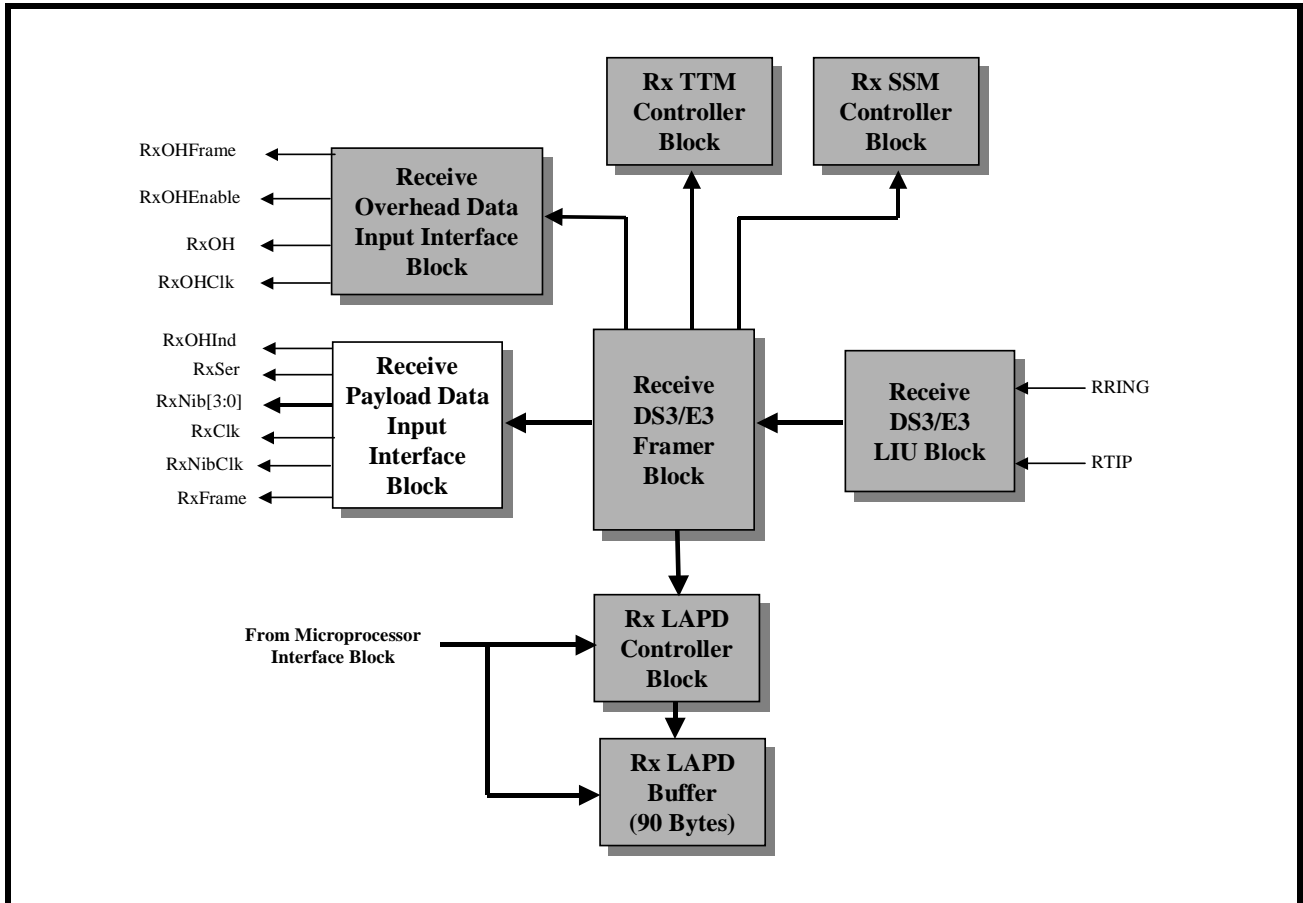 Rx TTM
Controller
Block
Rx SSM
Controller
Block
RxOHFrame
RxOHEnable
RxOH
RxOHClk
Receive
Overhead Data
Input Interface
Block
RxOHInd
RxSer
RxNib[3:0]
RxClk
RxNibClk
RxFrame
Receive
Payload Data
Input
Interface
Block
Receive
DS3/E3
Framer
Block
Receive
DS3/E3
LIU Block
RRING
RTIP
From Microprocessor
Interface Block
Rx LAPD
Controller
Block
Rx LAPD
Buffer
(90 Bytes)